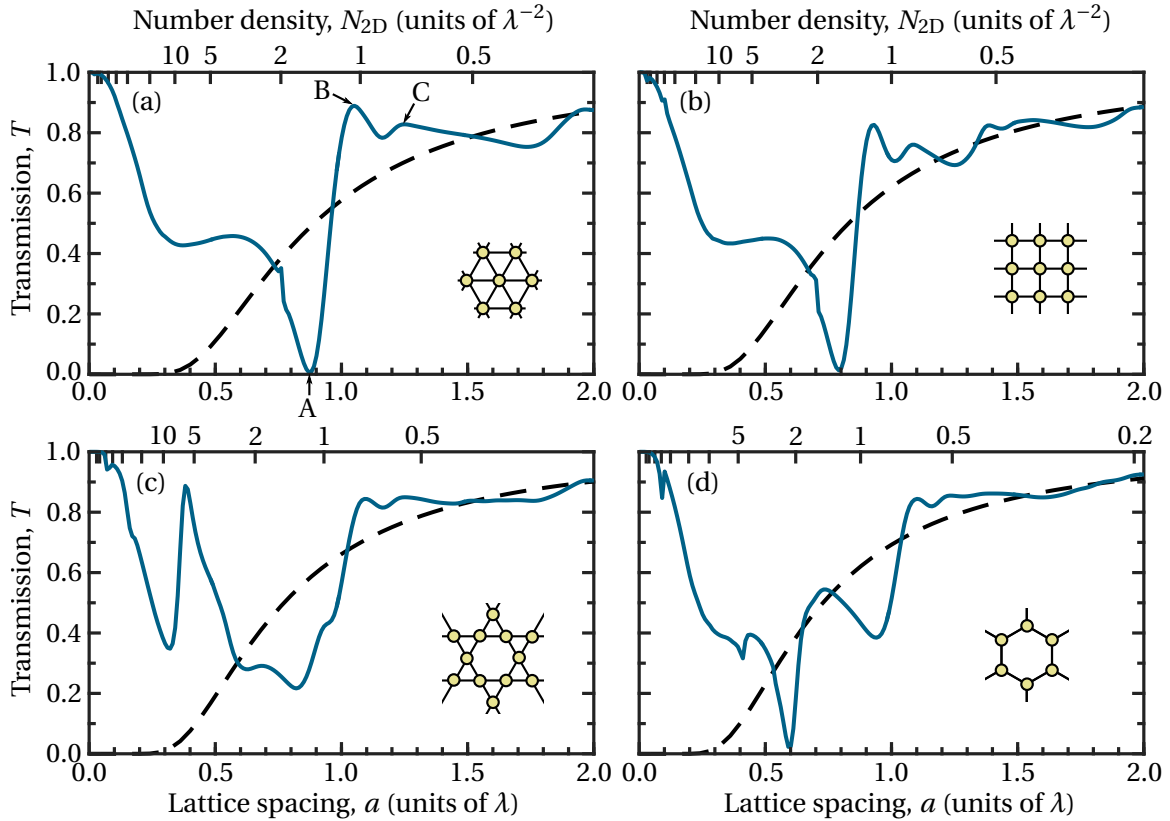 Number density, N2D (units of λ−2)
Number density, N2D (units of λ−2)
10 5 2 1 0.5
10 5 2 1 0.5
1.0
0.8
0.6
0.4
0.2
0.0
Transmission, T
(a)
B
C
A
(b)
0.0 0.5 1.0 1.5 2.0
0.0 0.5 1.0 1.5 2.0
10 5 2 1 0.5
5 2 1 0.5 0.2
1.0
0.8
0.6
0.4
0.2
0.0
Transmission, T
(c)
(d)
0.0 0.5 1.0 1.5 2.0
0.0 0.5 1.0 1.5 2.0
Lattice spacing, a (units of λ)
Lattice spacing, a (units of λ)